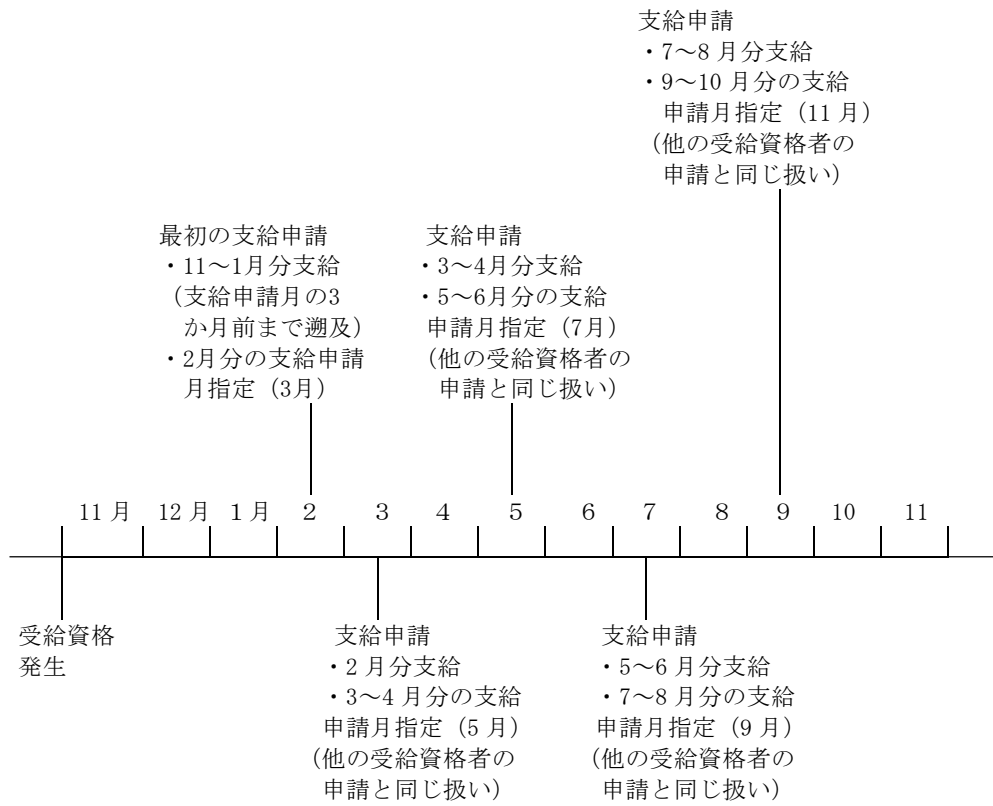 支給申請
・7～8 月分支給
・9～10 月分の支給
申請月指定（11 月）
（他の受給資格者の
申請と同じ扱い）
最初の支給申請
・11～1月分支給
（支給申請月の3
か月前まで遡及）
・2月分の支給申請
月指定（3月）
支給申請
・3～4月分支給
・5～6月分の支給
申請月指定（7月）
（他の受給資格者の
申請と同じ扱い）
11 月 12 月 1 月 2 3 4 5 6 7 8 9 10 11
受給資格
発生
支給申請
・2 月分支給
・3～4 月分の支給
申請月指定（5 月）
（他の受給資格者の
申請と同じ扱い）
支給申請
・5～6 月分支給
・7～8 月分の支給
申請月指定（9 月）
（他の受給資格者の
申請と同じ扱い）